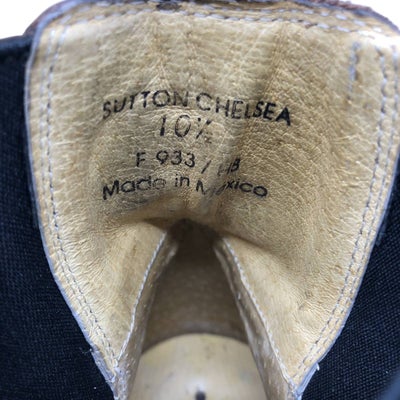 SUTTON CHELSEA
10½
F 933 /
Made in Mexico